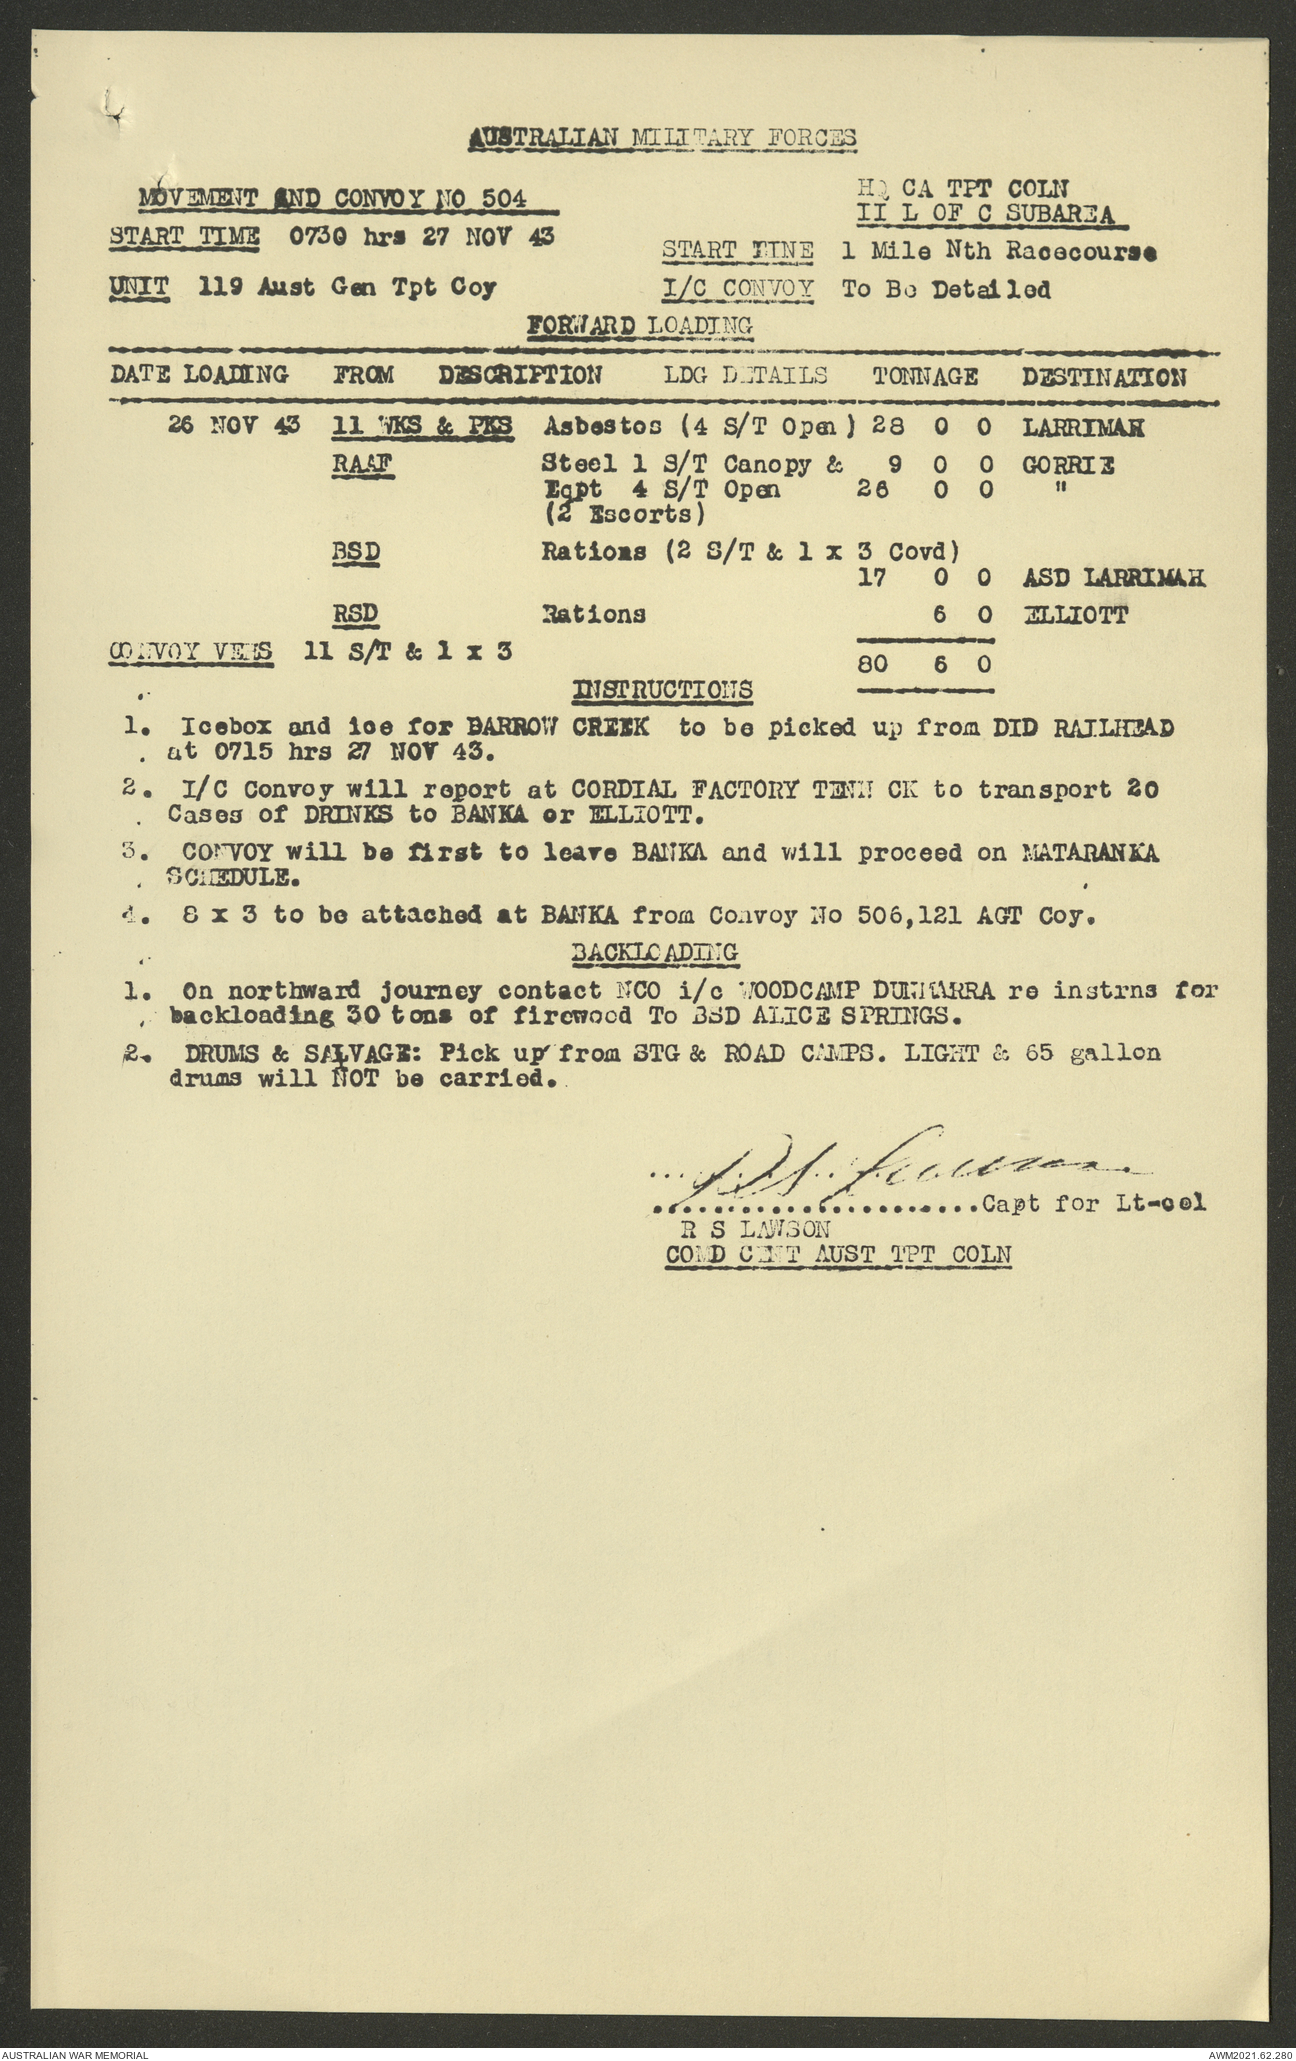 AUSTRALIAN MILITARY FORCES
MOVEMENT AND CONVOY NO 504
HQ CA TPT COLN
II L OF C SUBAREA
START TIME 0730 hrs 27 NOV 43
START LINE 1 Mile Nth Racecourse
UNIT 119 Aust Gen Tpt Coy
I/C CONVOY To Be Detailed
FORWARD LOADING
DATE LOADING FROM DESCRIPTION LDG DETAILS TONNAGE DESTINATION
26 NOV 43 11 WKS & PKS Asbestos (4 S/T Open) 28 0 0 LARRIMAH
RAAF Steel 1 S/T Canopy & 9 0 0 GORRIE
Eqpt 4 S/T Open 26 0 0 "
(2 Escorts)
BSD Rations (2 S/T & 1 x 3 Covd)
17 0 0 ASD LARRIMAH
RSD Rations 6 0 ELLIOTT
CONVOY VEHS 11 S/T & 1 x 3
80 6 0
INSTRUCTIONS
1. Icebox and ice for BARROW CREEK to be picked up from DID RAILHEAD
at 0715 hrs 27 NOV 43.
2. I/C Convoy will report at CORDIAL FACTORY TENN CK to transport 20
Cases of DRINKS to BANKA or ELLIOTT.
3. CONVOY will be first to leave BANKA and will proceed on MATARANKA
SCHEDULE.
4. 8 x 3 to be attached at BANKA from Convoy No 506,121 AGT Coy.
BACKLOADING
1. On northward journey contact NCO i/c WOODCAMP DUNMARRA re instrns for
backloading 30 tons of firewood To BSD ALICE SPRINGS.
2. DRUMS & SALVAGE: Pick up from STG & ROAD CAMPS. LIGHT & 65 gallon
drums will NOT be carried.
R S Lawson
.......................Capt for Lt-col
R S LAWSON
COMD CENT AUST TPT COLN
AUSTRALIAN WAR MEMORIAL
AWM2021.62.280